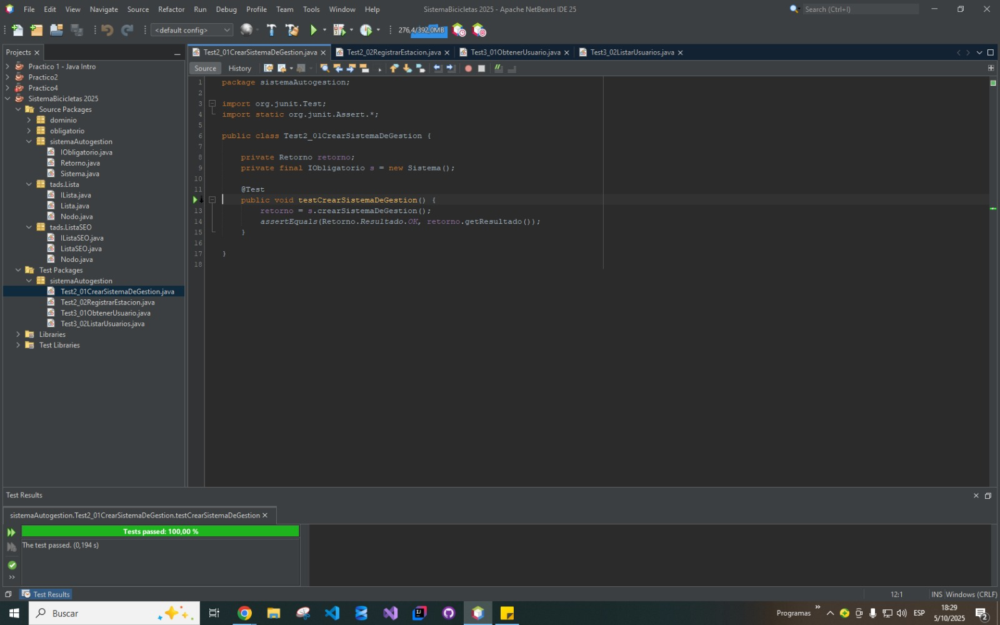 File Edit View Navigate Source Refactor Run Debug Profile Team Tools Window Help
SistemaBicicletas 2025 - Apache NetBeans IDE 25
Search (Ctrl+I)
<default config>
276,4/392,0MB
Projects
Practico 1 - Java Intro
Practico2
Practico4
SistemaBicicletas 2025
Source Packages
dominio
obligatorio
sistemaAutogestion
IObligatorio.java
Retorno.java
Sistema.java
tads.Lista
ILista.java
Lista.java
Nodo.java
tads.ListaSEO
IListaSEO.java
ListaSEO.java
Nodo.java
Test Packages
sistemaAutogestion
Test2_01CrearSistemaDeGestion.java
Test2_02RegistrarEstacion.java
Test3_01ObtenerUsuario.java
Test3_02ListarUsuarios.java
Libraries
Test Libraries
Test2_01CrearSistemaDeGestion.java Test2_02RegistrarEstacion.java Test3_01ObtenerUsuario.java Test3_02ListarUsuarios.java
Source History
1 package sistemaAutogestion;
2
3 import org.junit.Test;
4 import static org.junit.Assert.*;
5
6 public class Test2_01CrearSistemaDeGestion {
7
8 private Retorno retorno;
9 private final IObligatorio s = new Sistema();
10
11 @Test
public void testCrearSistemaDeGestion() {
13 retorno = s.crearSistemaDeGestion();
14 assertEquals(Retorno.Resultado.OK, retorno.getResultado());
15 }
16
17 }
18
Test Results
sistemaAutogestion.Test2_01CrearSistemaDeGestion.testCrearSistemaDeGestion
Tests passed: 100,00 %
The test passed. (0,194 s)
Test Results
12:1
INS Windows (CRLF)
Buscar
Programas
ESP
18:29
5/10/2025
2